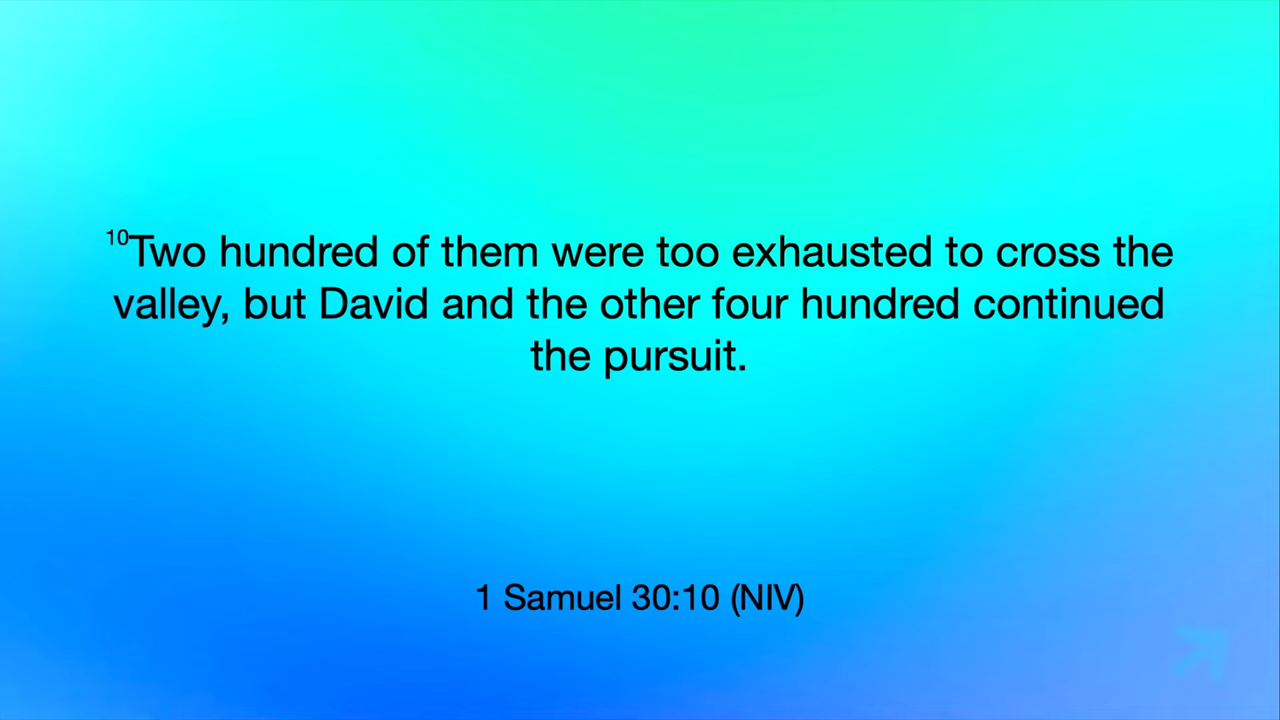 10Two hundred of them were too exhausted to cross the
valley, but David and the other four hundred continued
the pursuit.
1 Samuel 30:10 (NIV)